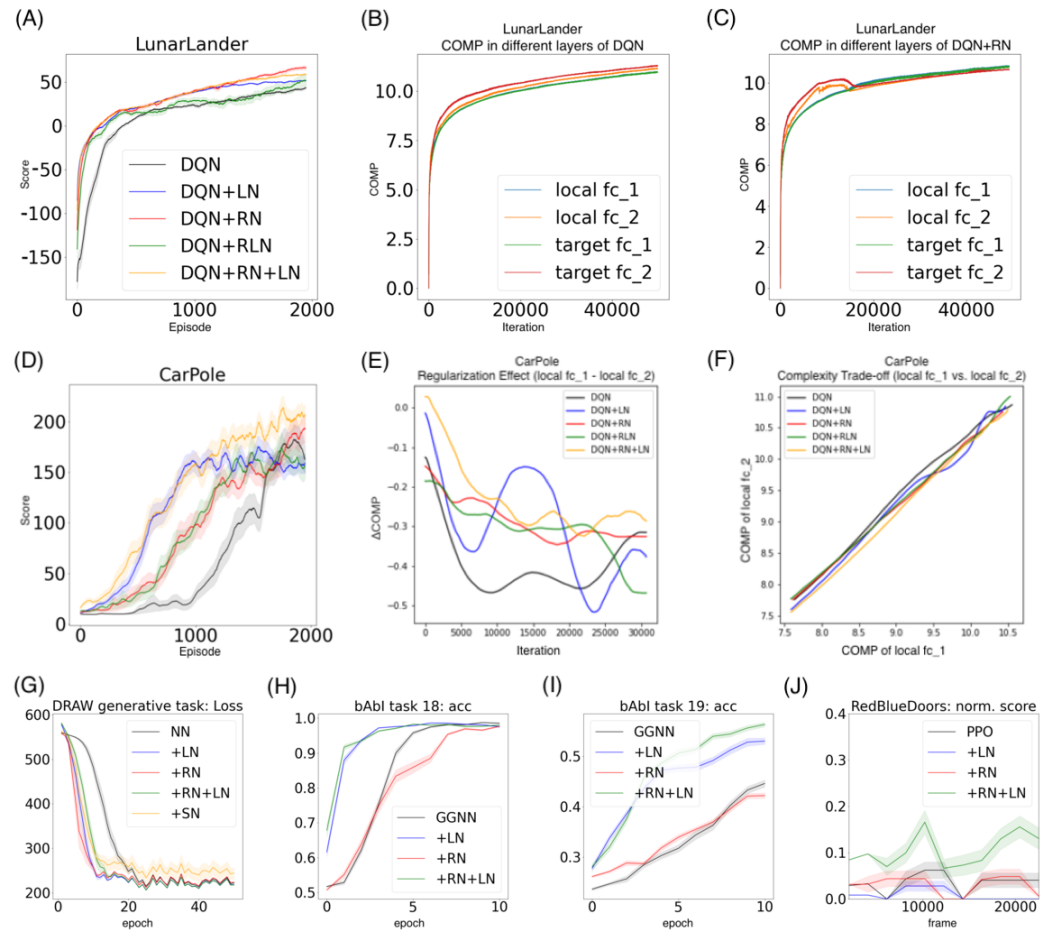 (A)
LunarLander
50
0
-50
-100
-150
Score
DQN
DQN+LN
DQN+RN
DQN+RLN
DQN+RN+LN
0
1000
2000
Episode
(B)
LunarLander
COMP in different layers of DQN
10.0
7.5
5.0
2.5
0.0
COMP
local fc_1
local fc_2
target fc_1
target fc_2
0
20000
40000
Iteration
(C)
LunarLander
COMP in different layers of DQN+RN
10
8
6
4
2
0
COMP
local fc_1
local fc_2
target fc_1
target fc_2
0
20000
40000
Iteration
(D)
CarPole
200
150
100
50
0
Score
0
1000
2000
Episode
(E)
CarPole
Regularization Effect (local fc_1 - local fc_2)
0.0
−0.1
−0.2
−0.3
−0.4
−0.5
ΔCOMP
DQN
DQN+LN
DQN+RN
DQN+RLN
DQN+RN+LN
0
5000
10000
15000
20000
25000
30000
Iteration
(F)
CarPole
Complexity Trade-off (local fc_1 vs. local fc_2)
11.0
10.5
10.0
9.5
9.0
8.5
8.0
7.5
COMP of local fc_2
DQN
DQN+LN
DQN+RN
DQN+RLN
DQN+RN+LN
7.5
8.0
8.5
9.0
9.5
10.0
10.5
COMP of local fc_1
(G)
DRAW generative task: Loss
600
500
400
300
200
NN
+LN
+RN
+RN+LN
+SN
0
20
40
epoch
(H)
bAbI task 18: acc
1.0
0.9
0.8
0.7
0.6
0.5
GGNN
+LN
+RN
+RN+LN
0
5
10
epoch
(I)
bAbI task 19: acc
0.5
0.4
0.3
GGNN
+LN
+RN
+RN+LN
0
5
10
epoch
(J)
RedBlueDoors: norm. score
0.4
0.3
0.2
0.1
0.0
PPO
+LN
+RN
+RN+LN
10000
20000
frame